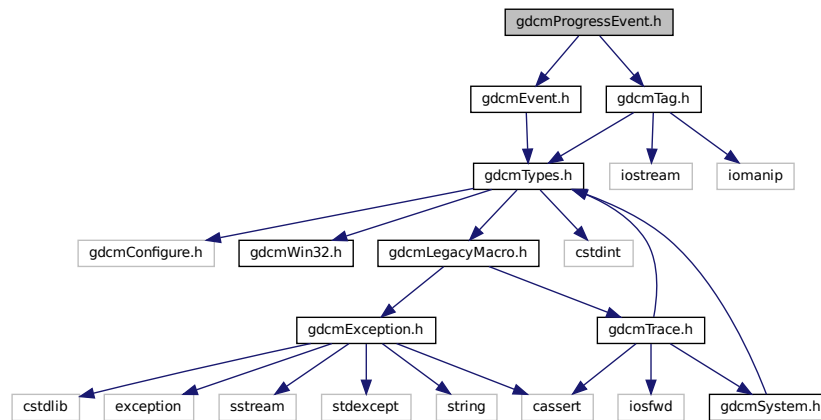 gdcmProgressEvent.h
gdcmEvent.h
gdcmTag.h
gdcmTypes.h
iostream
iomanip
gdcmConfigure.h
gdcmWin32.h
gdcmLegacyMacro.h
cstdint
gdcmException.h
gdcmTrace.h
cstdlib
exception
sstream
stdexcept
string
cassert
iosfwd
gdcmSystem.h